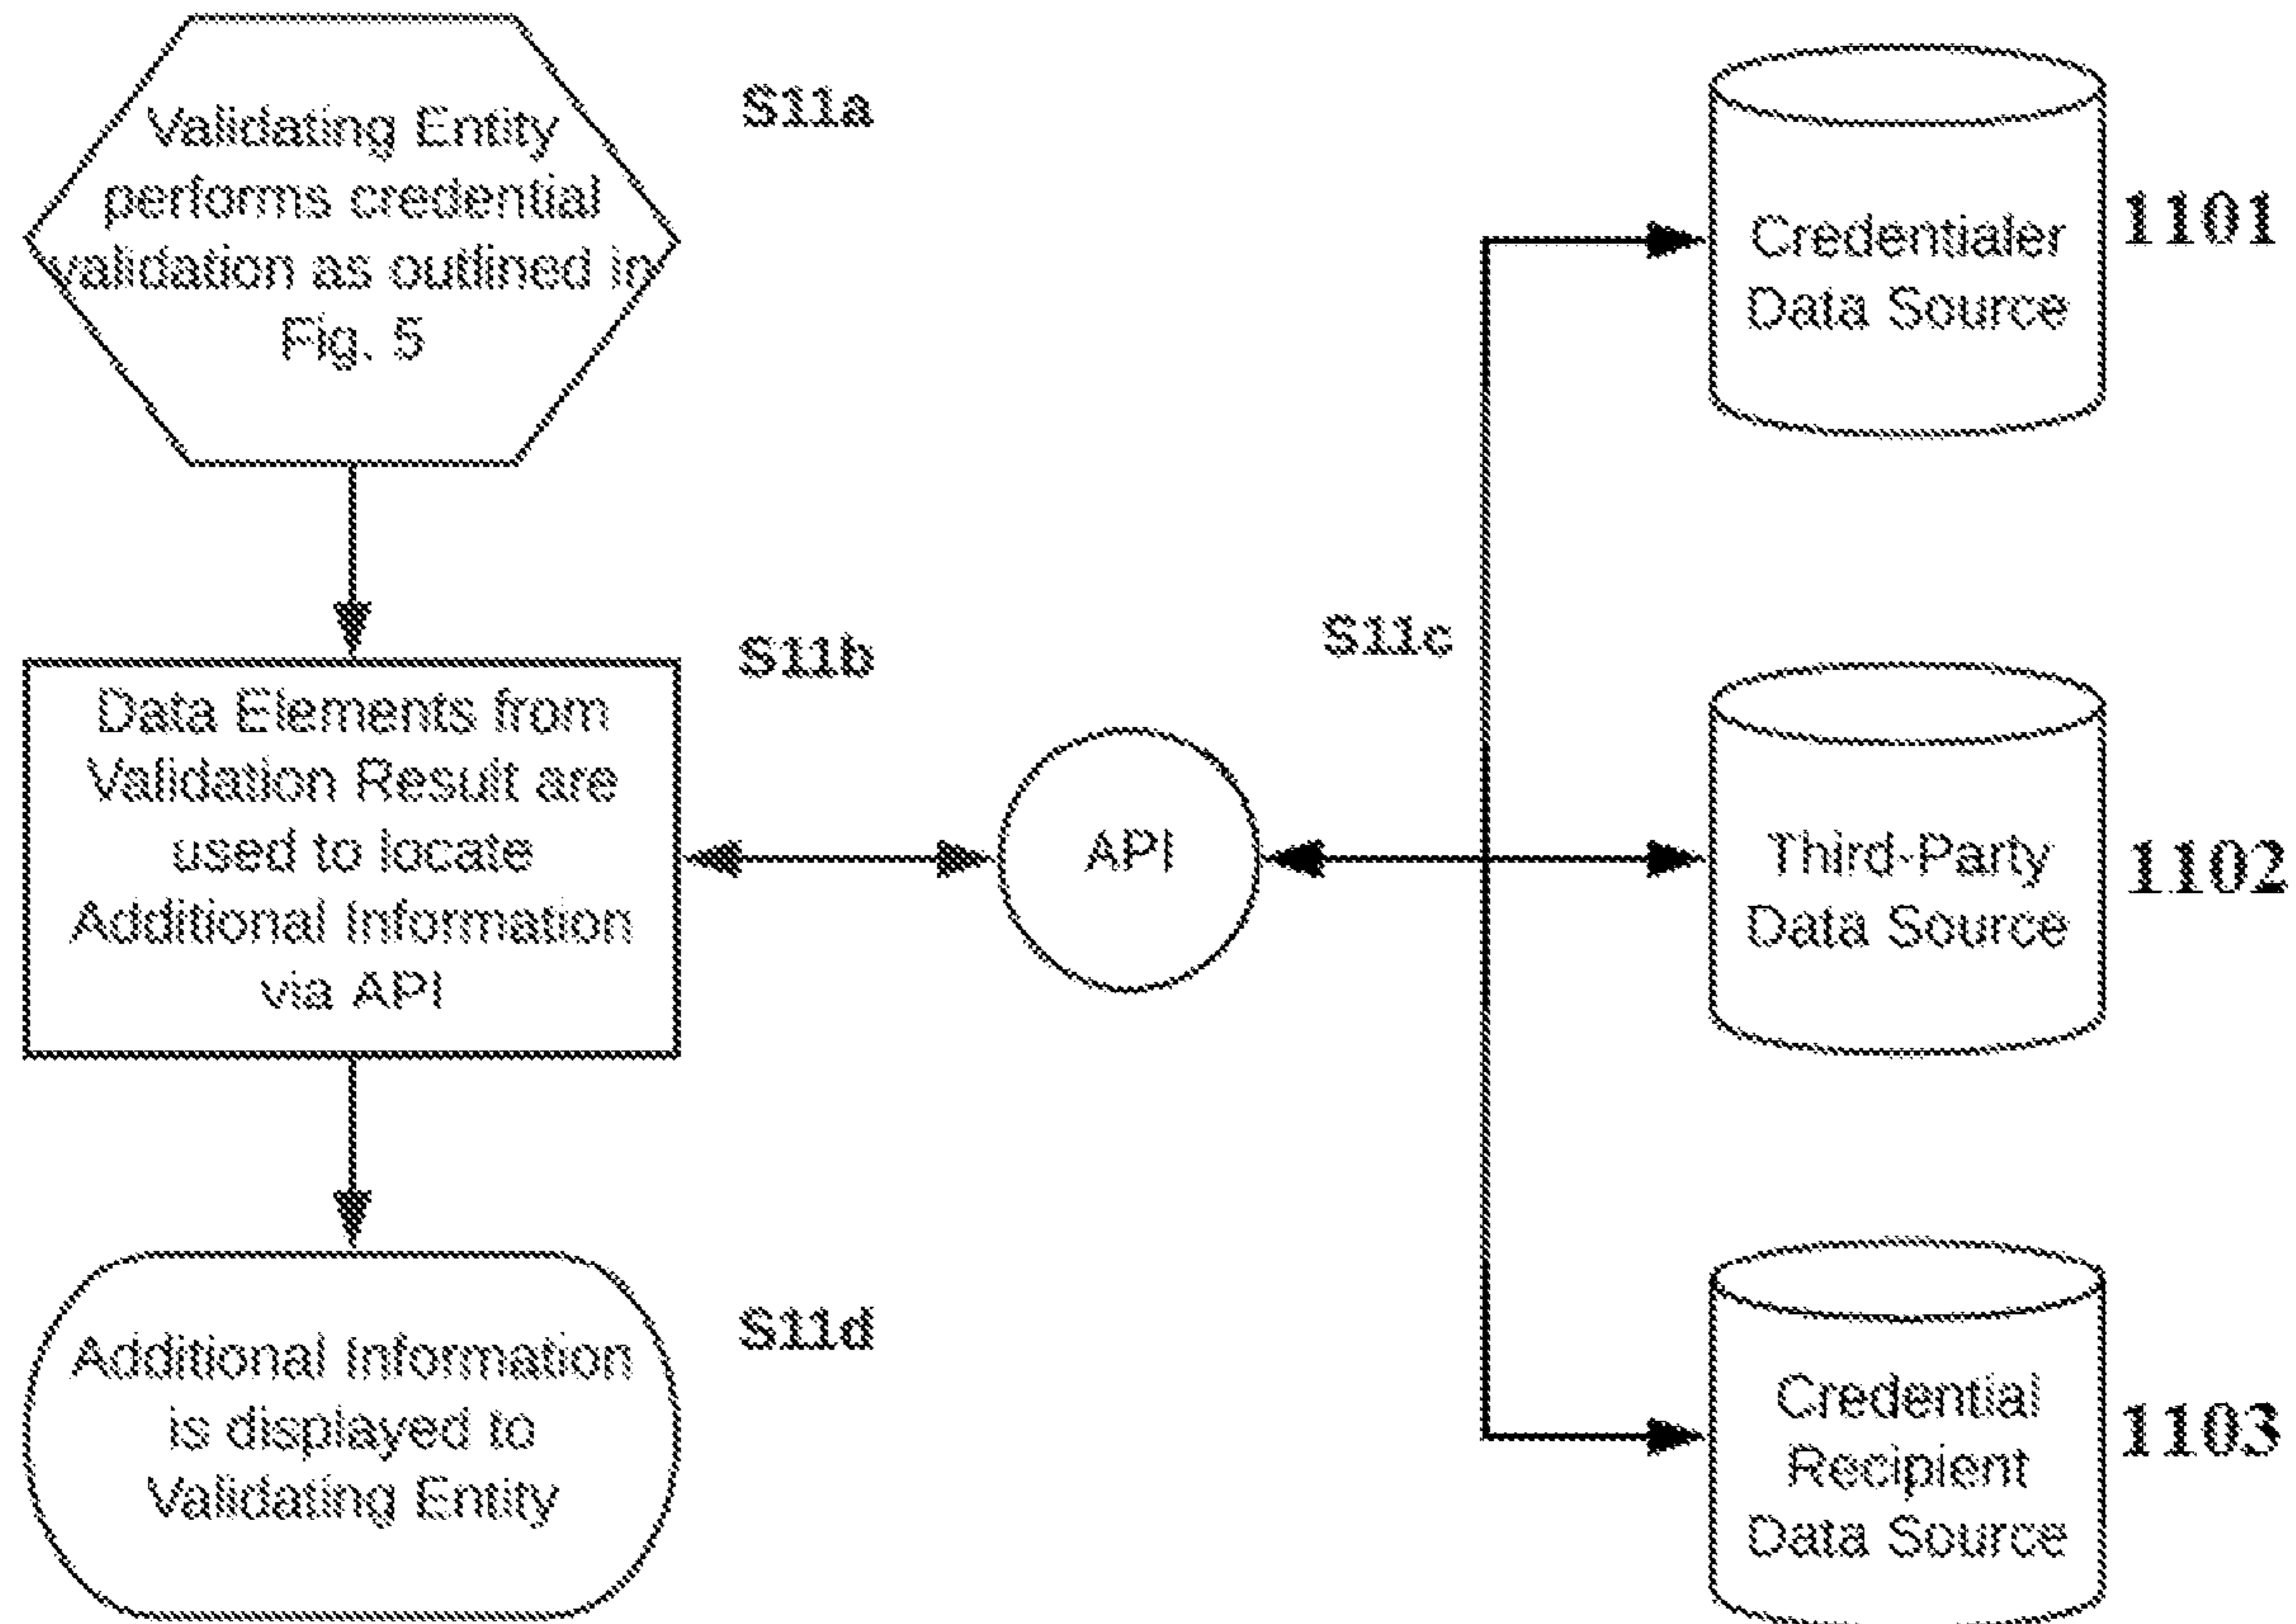 Validating Entity
performs credential
validation as outlined in
Fig. 5
S11a
Data Elements from
Validation Result are
used to locate
Additional Information
via API
S11b
Additional Information
is displayed to
Validating Entity
S11d
API
S11c
Credentialer
Data Source
1101
Third-Party
Data Source
1102
Credential
Recipient
Data Source
1103